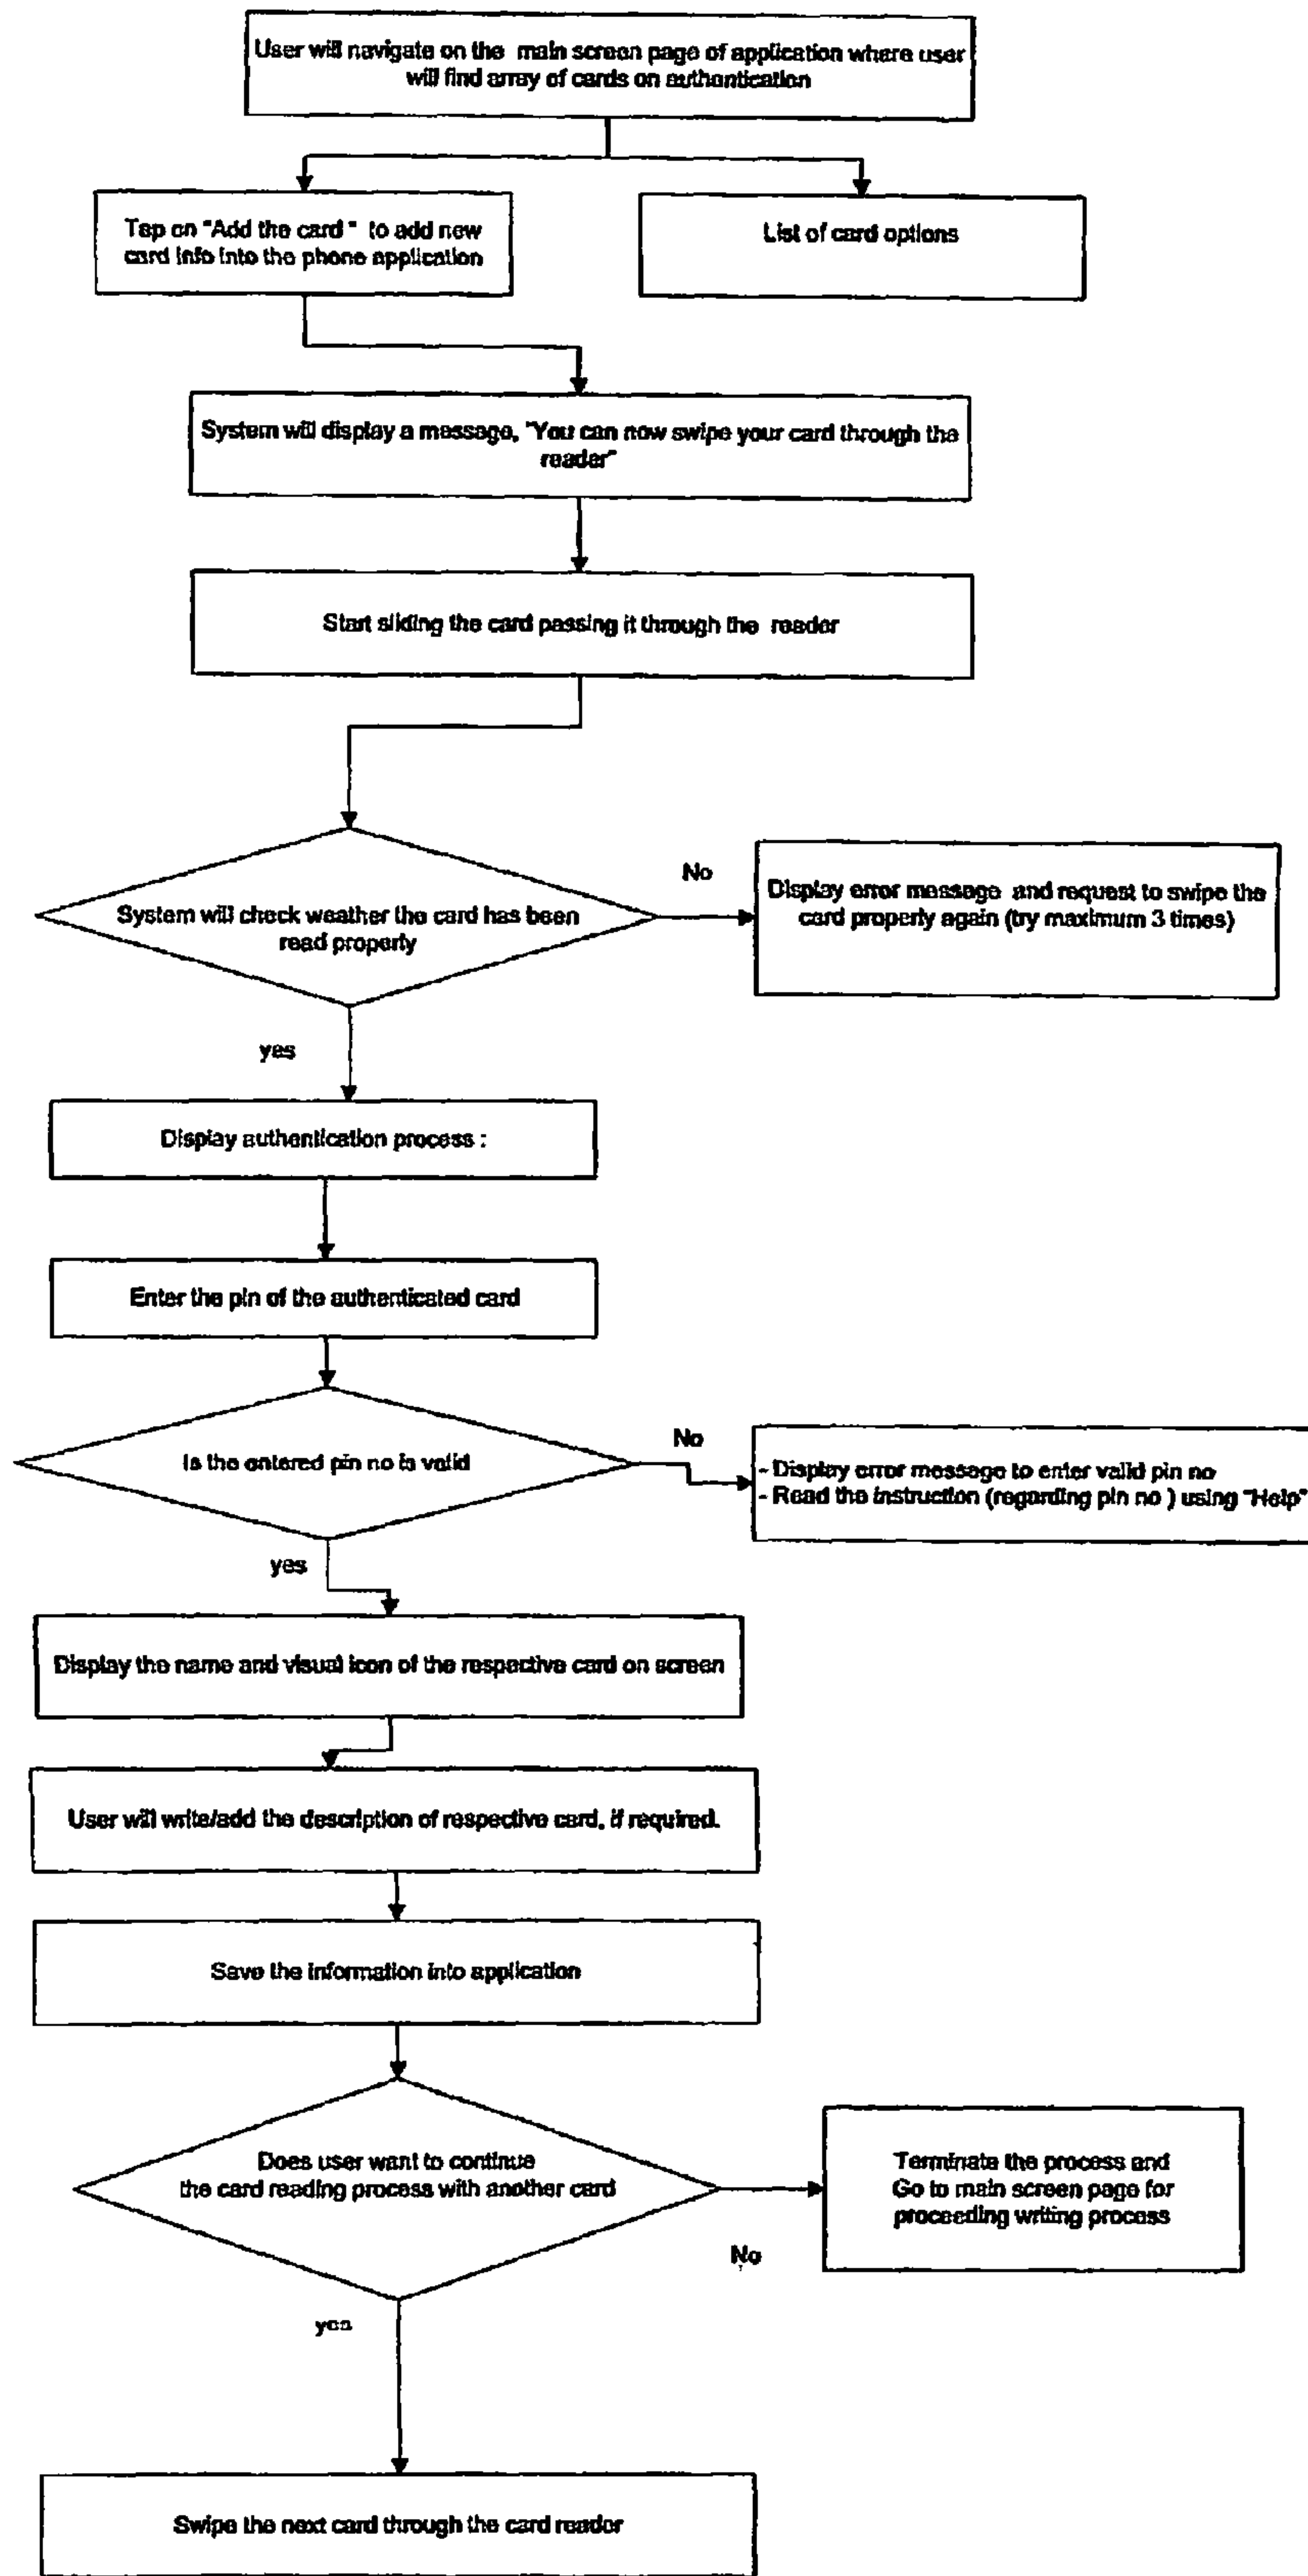 User will navigate on the main screen page of application where user
will find array of cards on authentication
Tap on "Add the card " to add new
card info into the phone application
List of card options
System will display a message, "You can now swipe your card through the
reader"
Start sliding the card passing it through the reader
System will check weather the card has been
read properly
No
Display error message and request to swipe the
card properly again (try maximum 3 times)
yes
Display authentication process :
Enter the pin of the authenticated card
Is the entered pin no is valid
No
- Display error message to enter valid pin no
- Read the instruction (regarding pin no ) using "Help"
yes
Display the name and visual icon of the respective card on screen
User will write/add the description of respective card, if required.
Save the information into application
Does user want to continue
the card reading process with another card
No
Terminate the process and
Go to main screen page for
proceeding writing process
yes
Swipe the next card through the card reader